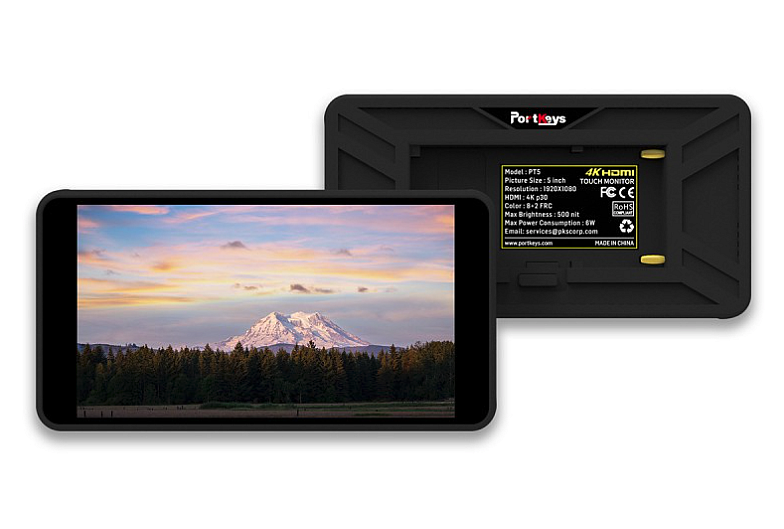 PortKeys
Model : PT5
Picture Size : 5 inch
Resolution : 1920X1080
HDMI : 4K p30
Color : 8+2 FRC
Max Brightness : 500 nit
Max Power Consumption : 6W
Email: services@pkscorp.com
www.portkeys.com
4K HDMI
TOUCH MONITOR
FC CE
RoHS
COMPLIANT
MADE IN CHINA